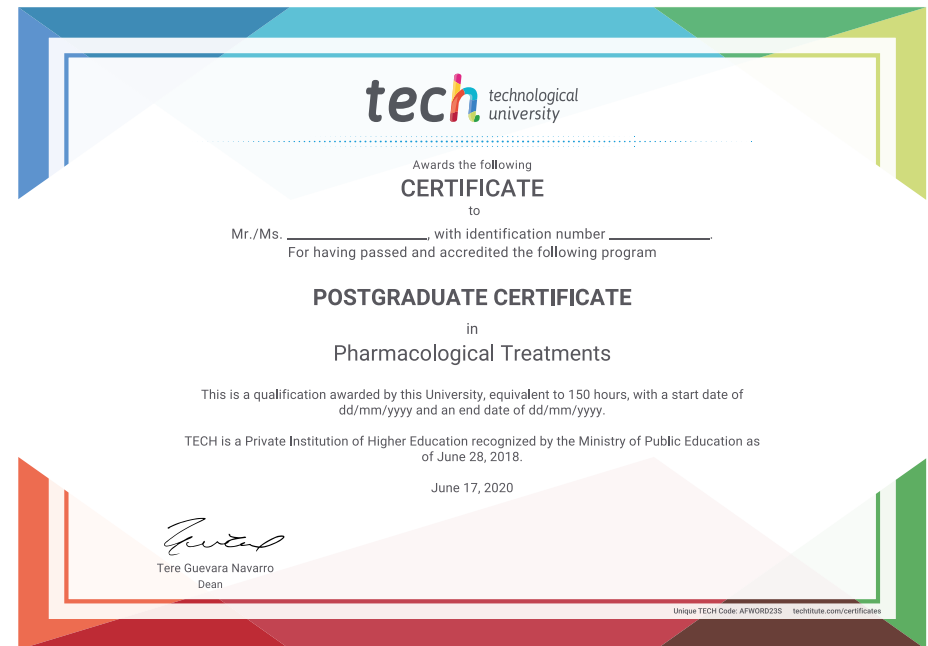 tech technological
university
Awards the following
CERTIFICATE
to
Mr./Ms. ____________________, with identification number ______________.
For having passed and accredited the following program
POSTGRADUATE CERTIFICATE
in
Pharmacological Treatments
This is a qualification awarded by this University, equivalent to 150 hours, with a start date of
dd/mm/yyyy and an end date of dd/mm/yyyy.
TECH is a Private Institution of Higher Education recognized by the Ministry of Public Education as
of June 28, 2018.
June 17, 2020
Tere Guevara Navarro
Dean
Unique TECH Code: AFWORD23S techtitute.com/certificates